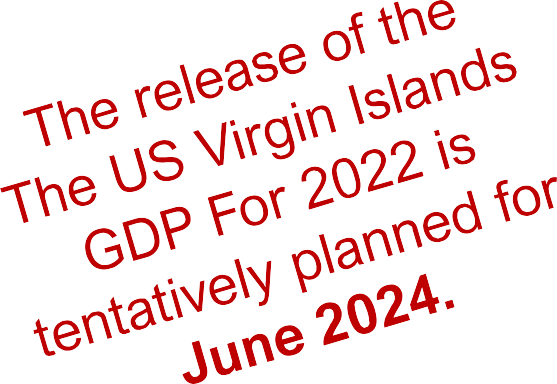 The release of the
The US Virgin Islands
GDP For 2022 is
tentatively planned for
June 2024.